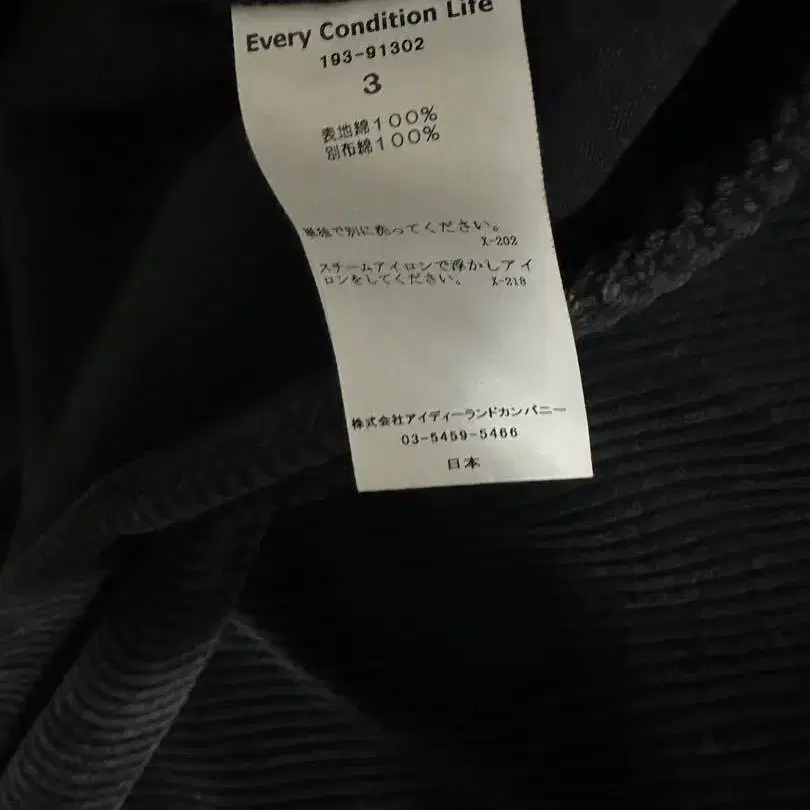 Every Condition Life
193-91302
3
表地綿100%
別布綿100%
単独で別に洗ってください。
X-202
スチームアイロンで浮かしアイ
ロンをしてください。 X-218
株式会社アイディーランドカンパニー
03-5459-5466
日本